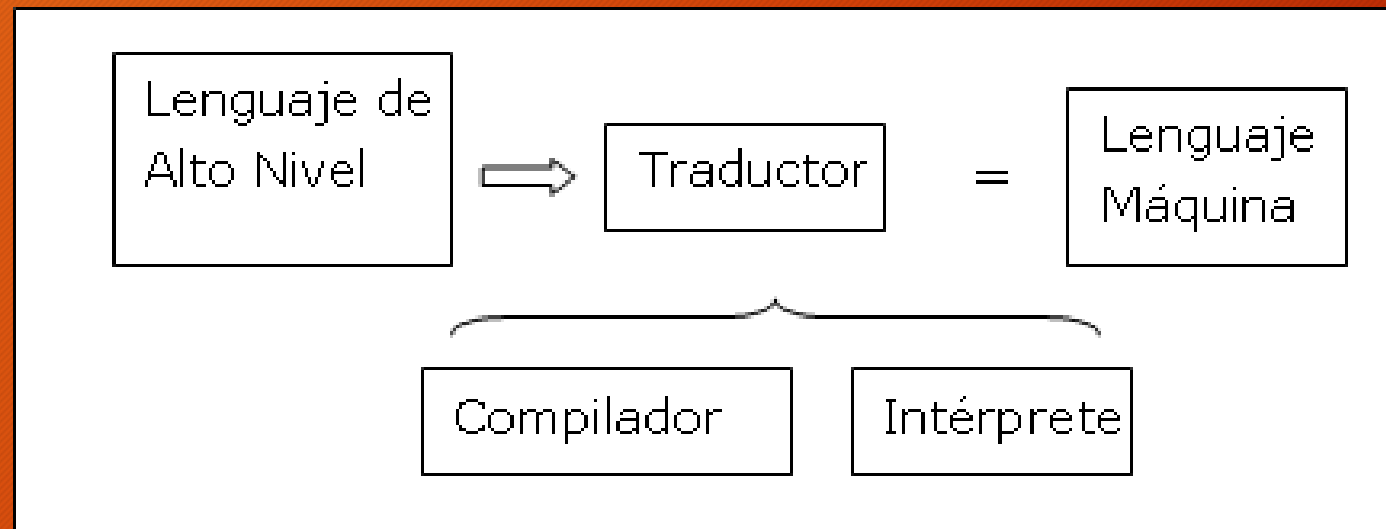 Lenguaje de
Alto Nivel
Traductor
=
Lenguaje
Máquina
Compilador
Intérprete